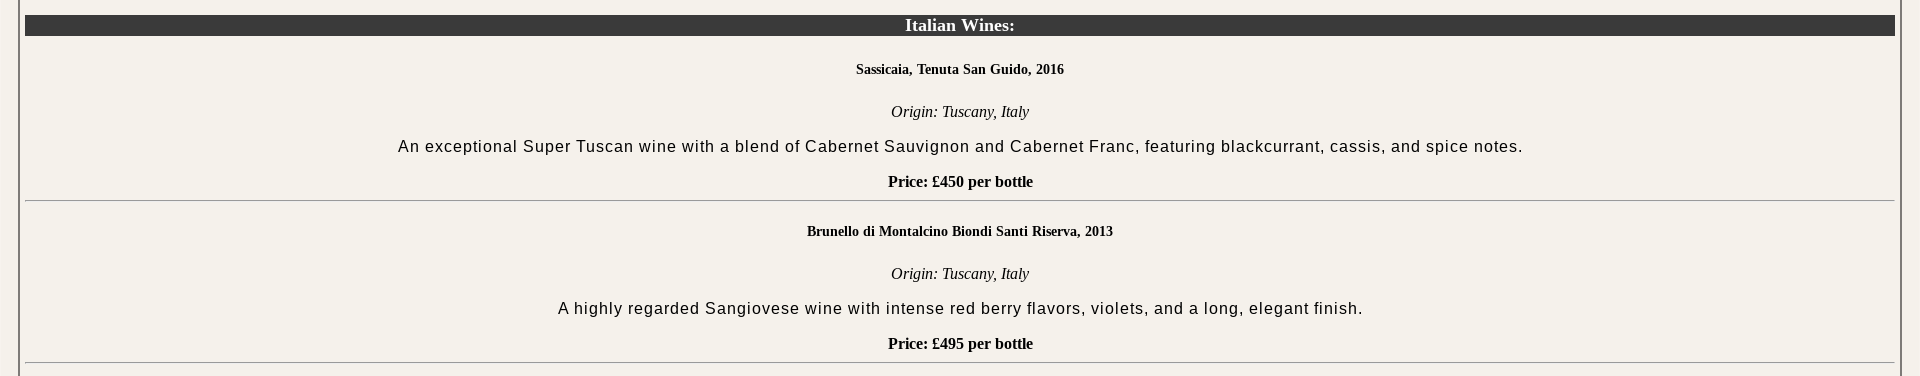 Italian Wines:
Sassicaia, Tenuta San Guido, 2016
Origin: Tuscany, Italy
An exceptional Super Tuscan wine with a blend of Cabernet Sauvignon and Cabernet Franc, featuring blackcurrant, cassis, and spice notes.
Price: £450 per bottle
Brunello di Montalcino Biondi Santi Riserva, 2013
Origin: Tuscany, Italy
A highly regarded Sangiovese wine with intense red berry flavors, violets, and a long, elegant finish.
Price: £495 per bottle